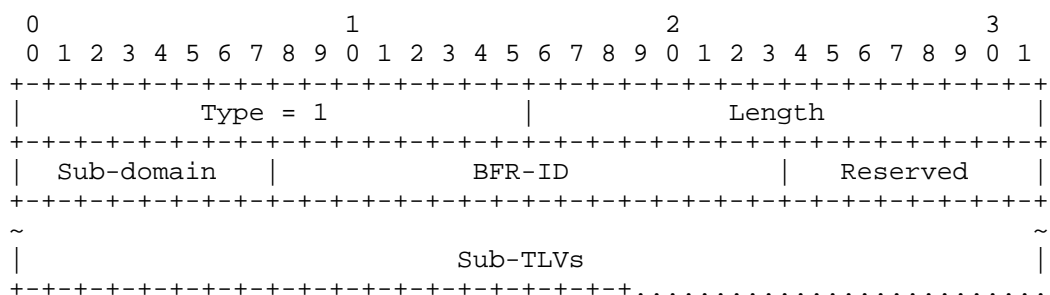 0                   1                   2                   3
 0 1 2 3 4 5 6 7 8 9 0 1 2 3 4 5 6 7 8 9 0 1 2 3 4 5 6 7 8 9 0 1
+-+-+-+-+-+-+-+-+-+-+-+-+-+-+-+-+-+-+-+-+-+-+-+-+-+-+-+-+-+-+-+-+
|           Type = 1            |            Length             |
+-+-+-+-+-+-+-+-+-+-+-+-+-+-+-+-+-+-+-+-+-+-+-+-+-+-+-+-+-+-+-+-+
|  Sub-domain   |            BFR-ID             |   Reserved    |
+-+-+-+-+-+-+-+-+-+-+-+-+-+-+-+-+-+-+-+-+-+-+-+-+-+-+-+-+-+-+-+-+
~                                                               ~
|                           Sub-TLVs                            |
+-+-+-+-+-+-+-+-+-+-+-+-+-+-+-+-+-+-+-+-+..........................